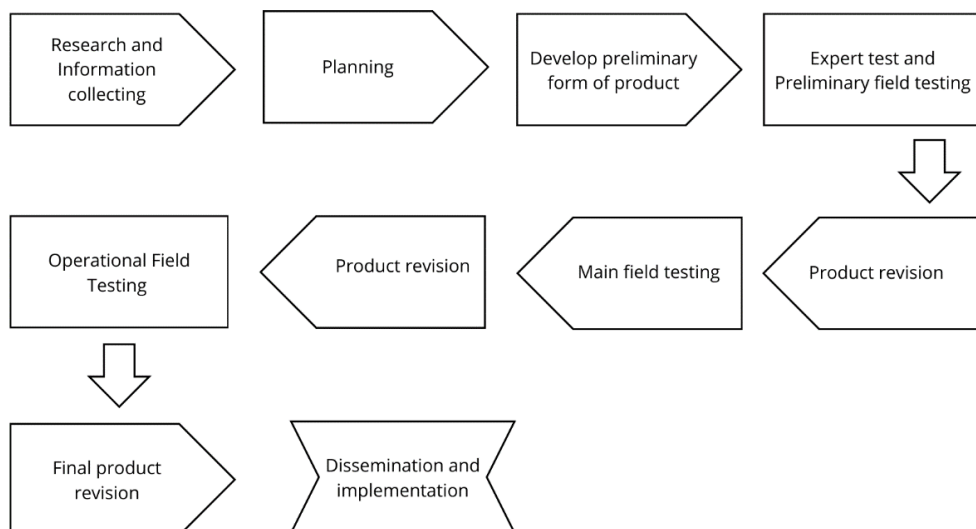 Research and
Information
collecting
Planning
Develop preliminary
form of product
Expert test and
Preliminary field testing
Operational Field
Testing
Product revision
Main field testing
Product revision
Final product
revision
Dissemination and
implementation